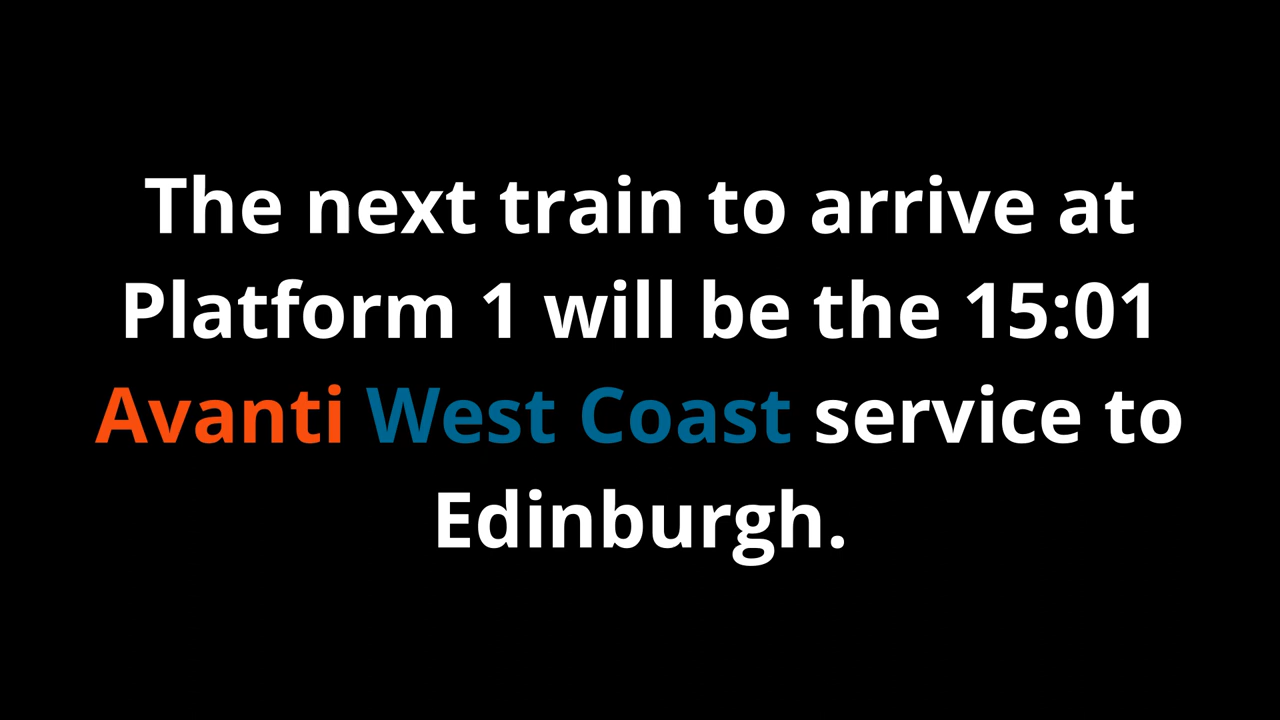 The next train to arrive at
Platform 1 will be the 15:01
Avanti West Coast service to
Edinburgh.